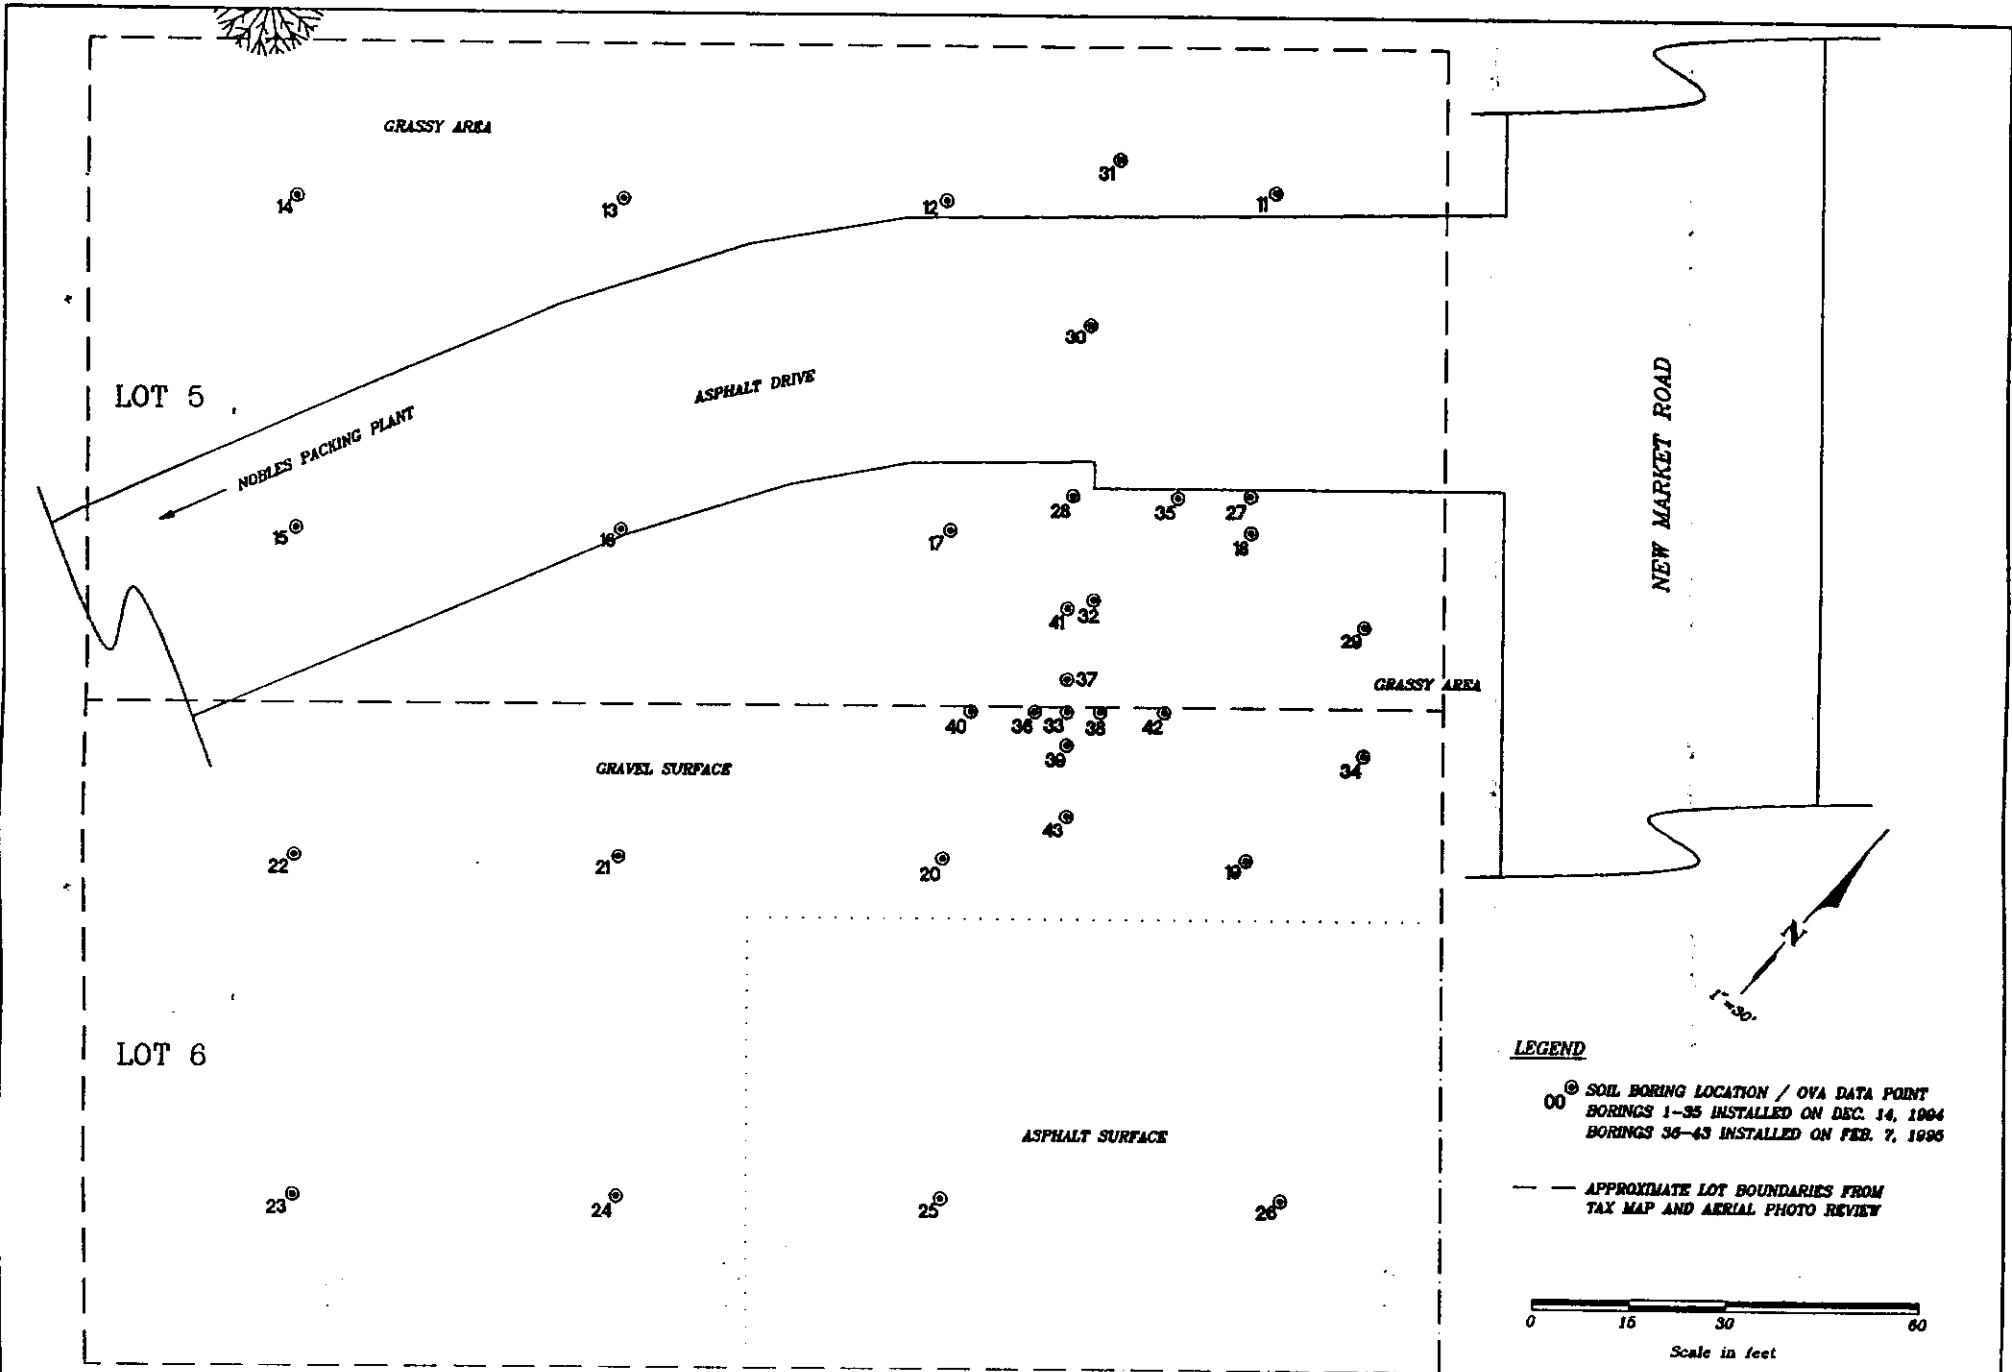 GRASSY AREA
31
14
13
12
11
30
LOT 5
ASPHALT DRIVE
NOBLES PACKING PLANT
NEW MARKET ROAD
28
35
27
15
16
17
18
41
32
29
37
GRASSY AREA
40
36
33
38
42
39
GRAVEL SURFACE
34
43
22
21
20
19
N
1"=30'
LOT 6
LEGEND
00 SOIL BORING LOCATION / OVA DATA POINT
BORINGS 1-35 INSTALLED ON DEC. 14, 1994
BORINGS 36-43 INSTALLED ON FEB. 7, 1995
ASPHALT SURFACE
APPROXIMATE LOT BOUNDARIES FROM
TAX MAP AND AERIAL PHOTO REVIEW
23
24
25
26
0 15 30 60
Scale in feet